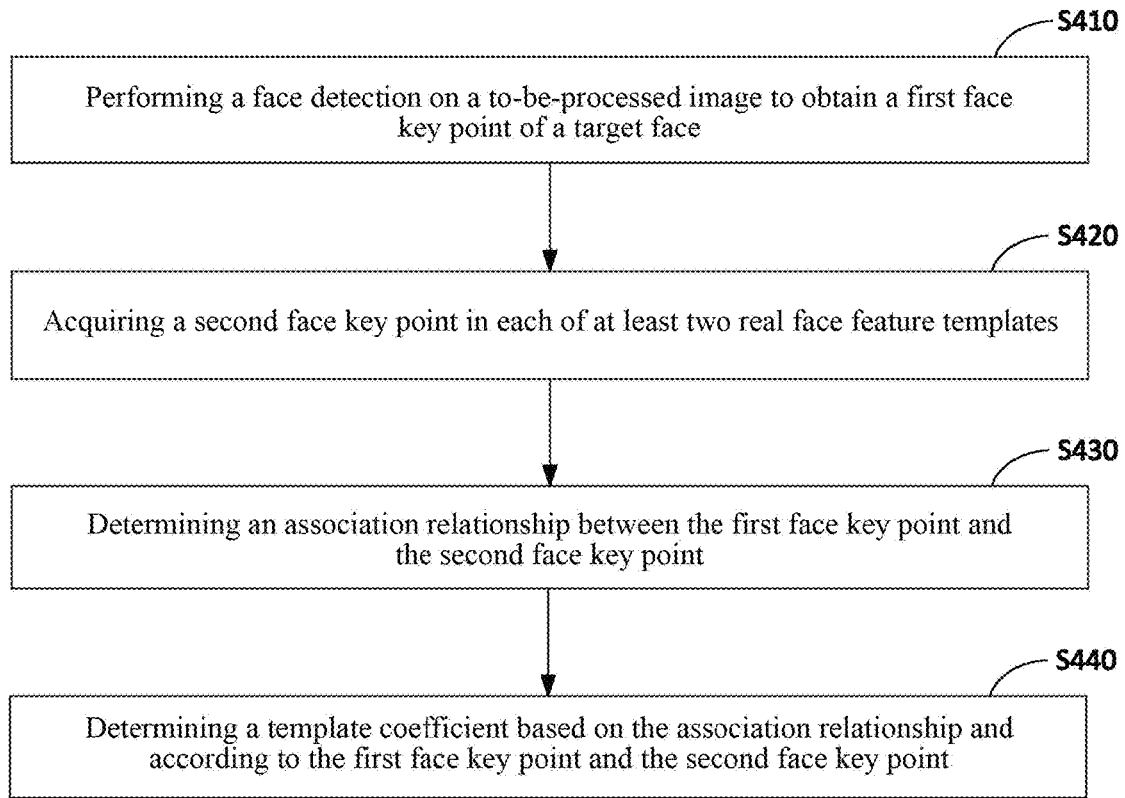 S410
Performing a face detection on a to-be-processed image to obtain a first face
key point of a target face
S420
Acquiring a second face key point in each of at least two real face feature templates
S430
Determining an association relationship between the first face key point and
the second face key point
S440
Determining a template coefficient based on the association relationship and
according to the first face key point and the second face key point